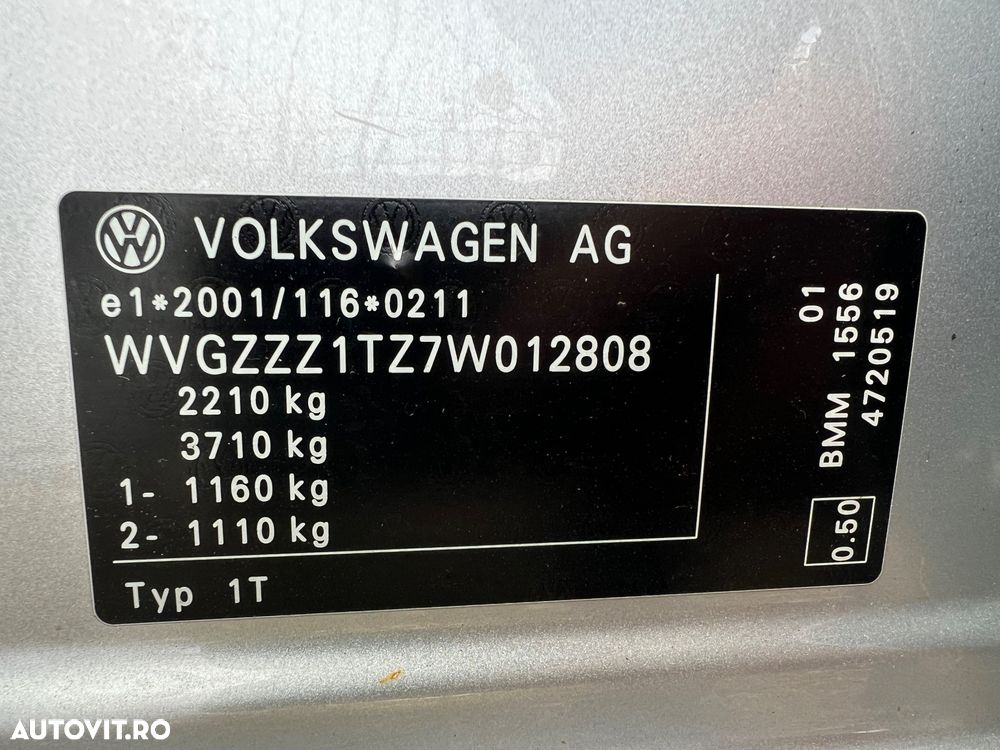 VOLKSWAGEN AG
e1*2001/116*0211
WVGZZZ1TZ7W012808
2210 kg
3710 kg
1- 1160 kg
2- 1110 kg
Typ 1T
01
BMM 1556
4720519
0.50
AUTOVIT.RO